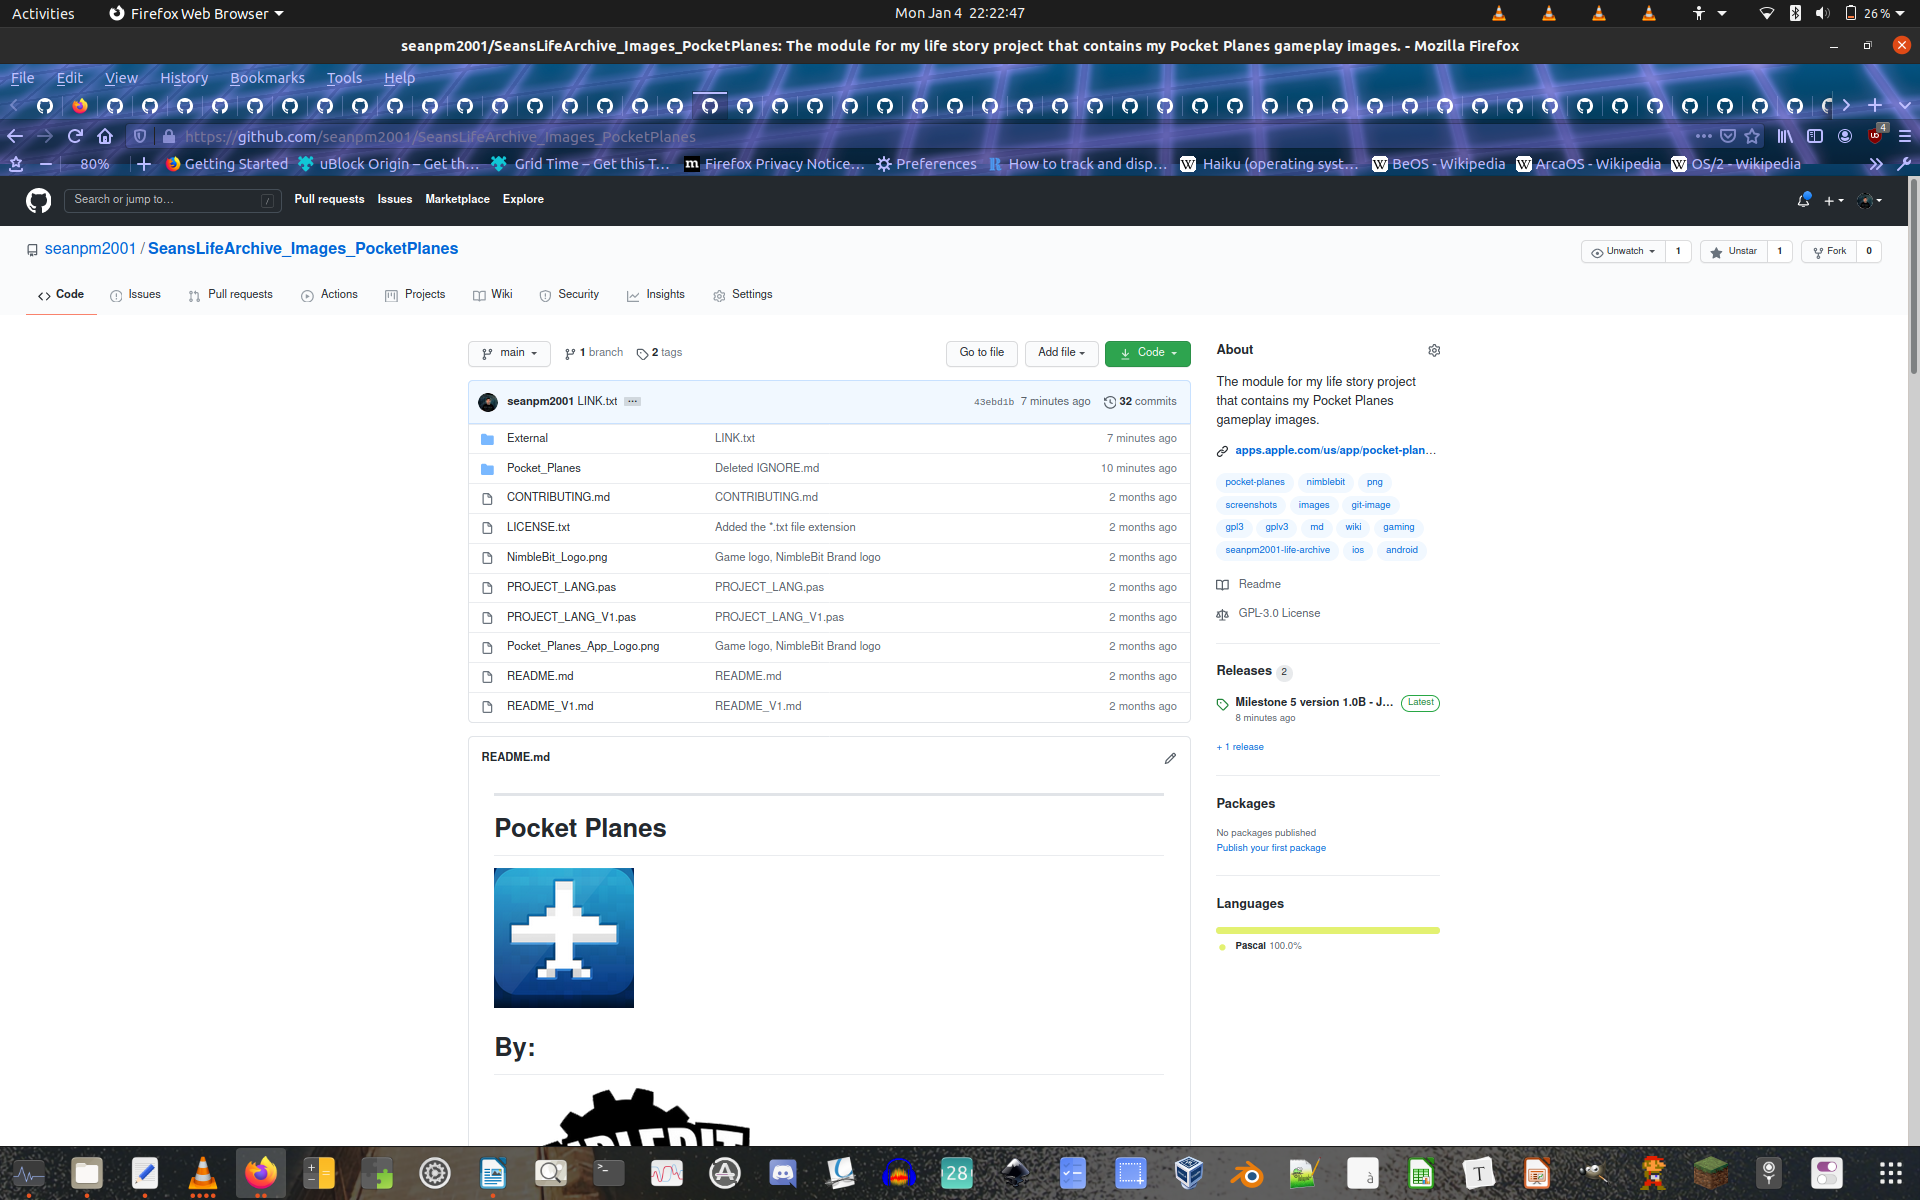 Activities Firefox Web Browser Mon Jan 4 22:22:47 26 %
seanpm2001/SeansLifeArchive_Images_PocketPlanes: The module for my life story project that contains my Pocket Planes gameplay images. - Mozilla Firefox
File Edit View History Bookmarks Tools Help
https://github.com/seanpm2001/SeansLifeArchive_Images_PocketPlanes 4
80% Getting Started uBlock Origin – Get th… Grid Time – Get this T… Firefox Privacy Notice… Preferences How to track and disp… Haiku (operating syst… BeOS - Wikipedia ArcaOS - Wikipedia OS/2 - Wikipedia
Search or jump to… / Pull requests Issues Marketplace Explore
seanpm2001 / SeansLifeArchive_Images_PocketPlanes Unwatch 1 Unstar 1 Fork 0
Code Issues Pull requests Actions Projects Wiki Security Insights Settings
main 1 branch 2 tags Go to file Add file Code
seanpm2001 LINK.txt ... 43ebd1b 7 minutes ago 32 commits
External LINK.txt 7 minutes ago
Pocket_Planes Deleted IGNORE.md 10 minutes ago
CONTRIBUTING.md CONTRIBUTING.md 2 months ago
LICENSE.txt Added the *.txt file extension 2 months ago
NimbleBit_Logo.png Game logo, NimbleBit Brand logo 2 months ago
PROJECT_LANG.pas PROJECT_LANG.pas 2 months ago
PROJECT_LANG_V1.pas PROJECT_LANG_V1.pas 2 months ago
Pocket_Planes_App_Logo.png Game logo, NimbleBit Brand logo 2 months ago
README.md README.md 2 months ago
README_V1.md README_V1.md 2 months ago
README.md
Pocket Planes
By:
About
The module for my life story project
that contains my Pocket Planes
gameplay images.
apps.apple.com/us/app/pocket-plan…
pocket-planes nimblebit png
screenshots images git-image
gpl3 gplv3 md wiki gaming
seanpm2001-life-archive ios android
Readme
GPL-3.0 License
Releases 2
Milestone 5 version 1.0B - J… Latest
8 minutes ago
+ 1 release
Packages
No packages published
Publish your first package
Languages
Pascal 100.0%
28